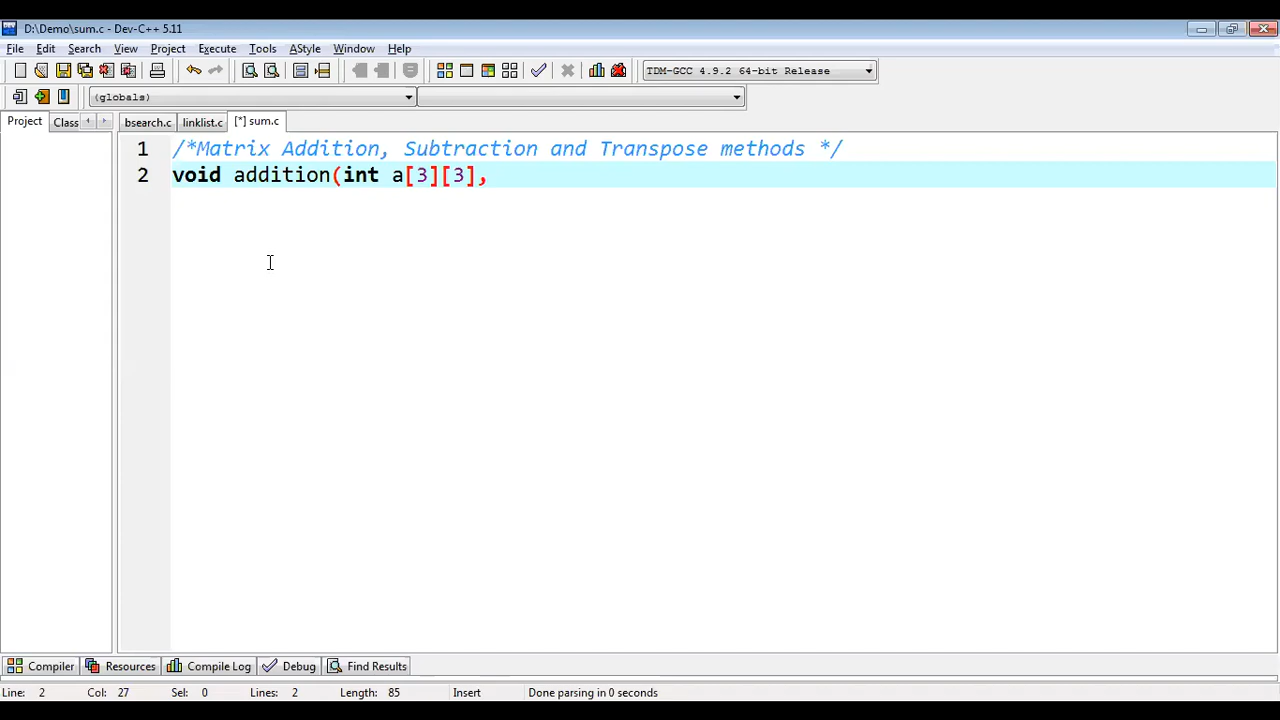 D:\Demo\sum.c - Dev-C++ 5.11
File Edit Search View Project Execute Tools AStyle Window Help
TDM-GCC 4.9.2 64-bit Release
(globals)
Project Class bsearch.c linklist.c [*] sum.c
1 /*Matrix Addition, Subtraction and Transpose methods */
2 void addition(int a[3][3],
Compiler Resources Compile Log Debug Find Results
Line: 2 Col: 27 Sel: 0 Lines: 2 Length: 85 Insert Done parsing in 0 seconds